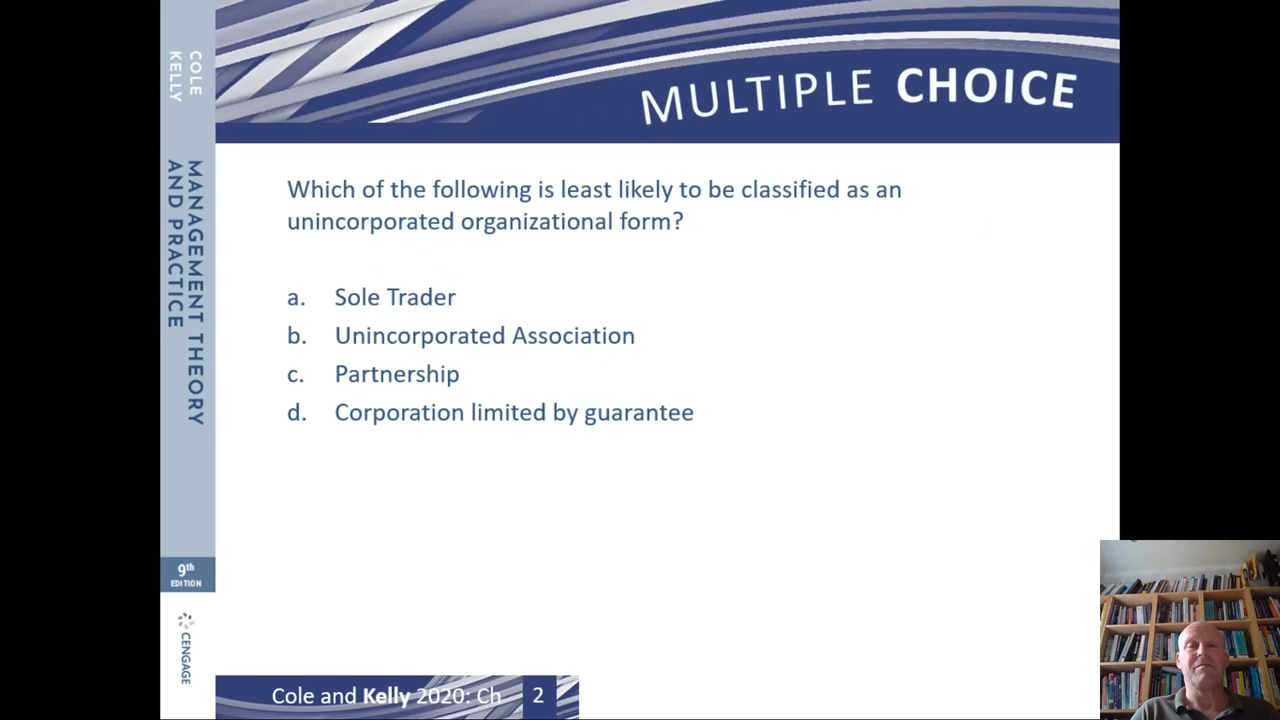 COLE
KELLY
MANAGEMENT THEORY
AND PRACTICE
9th
EDITION
CENGAGE
MULTIPLE CHOICE
Which of the following is least likely to be classified as an
unincorporated organizational form?
a. Sole Trader
b. Unincorporated Association
c. Partnership
d. Corporation limited by guarantee
Cole and Kelly 2020: Ch 2